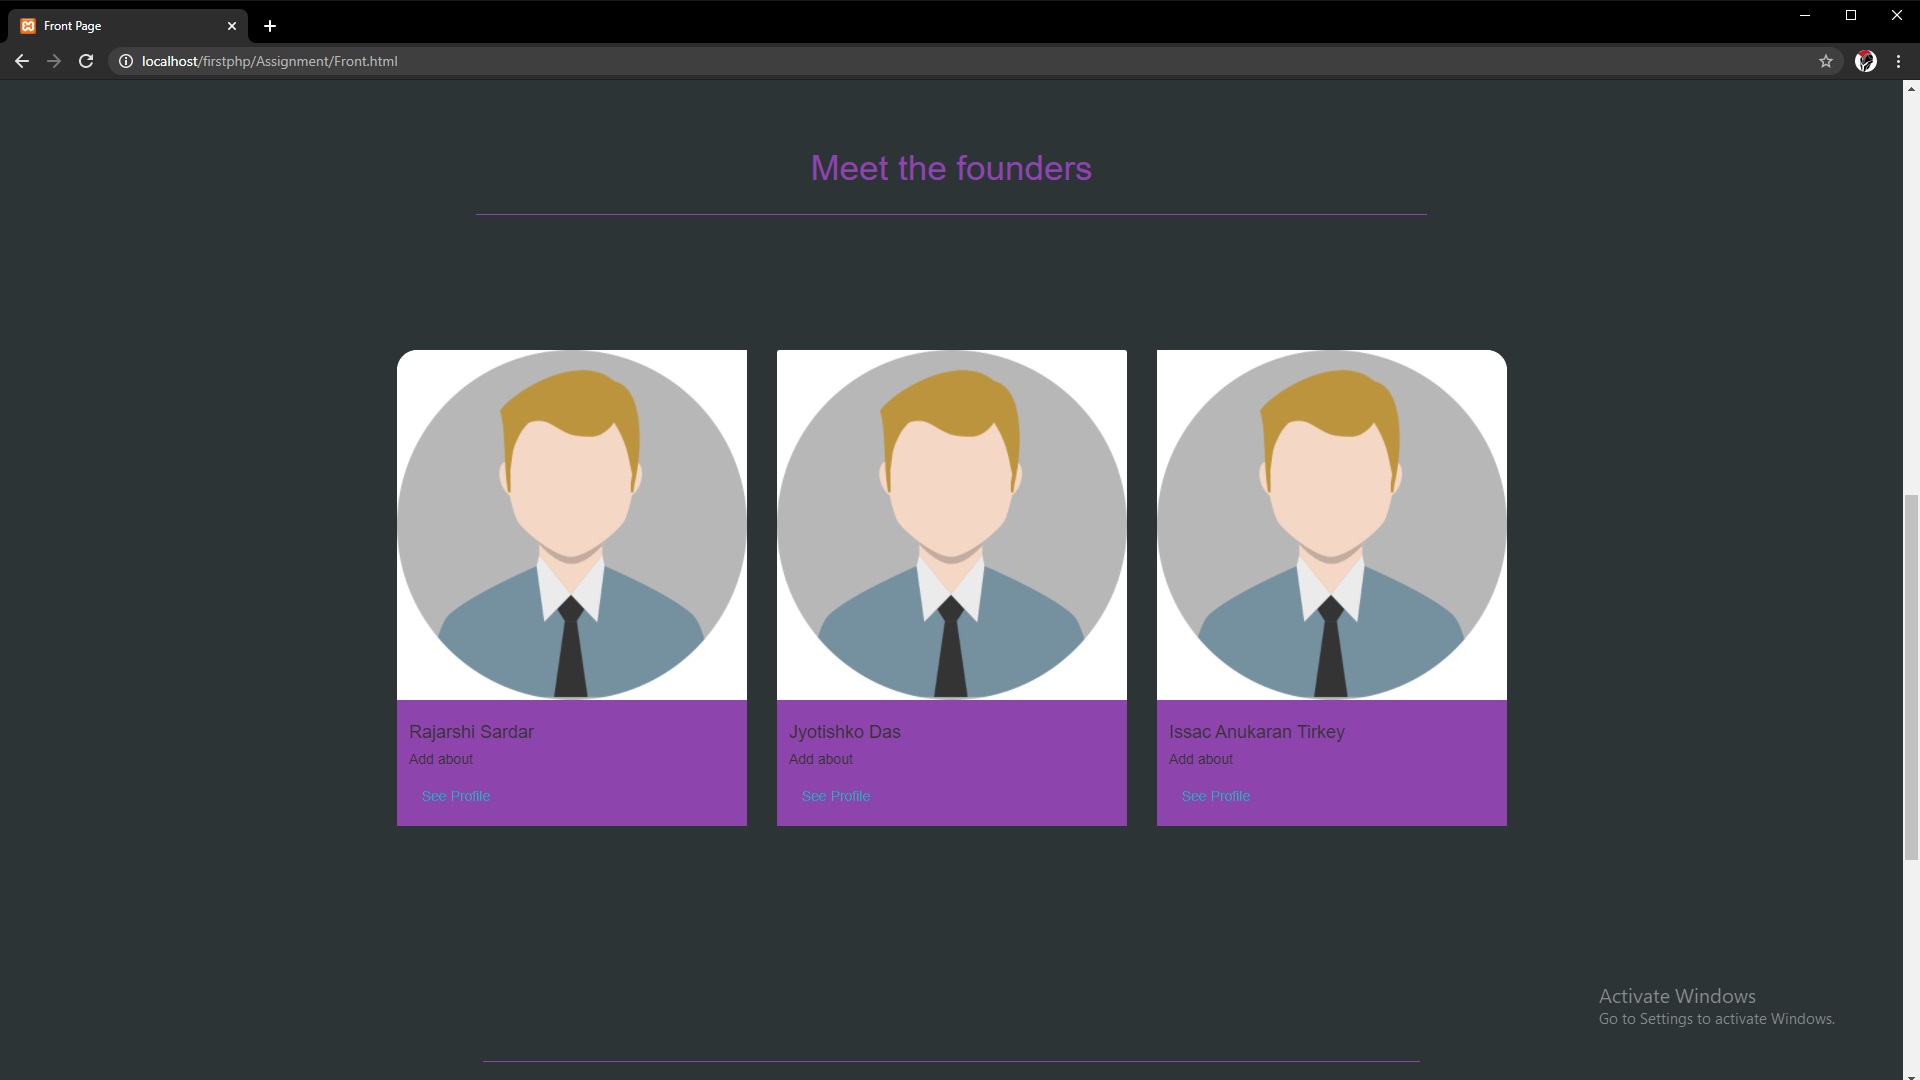 Front Page
localhost/firstphp/Assignment/Front.html
Meet the founders
Rajarshi Sardar
Add about
See Profile
Jyotishko Das
Add about
See Profile
Issac Anukaran Tirkey
Add about
See Profile
Activate Windows
Go to Settings to activate Windows.